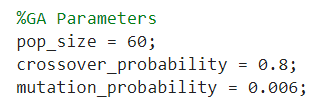 %GA Parameters
pop_size = 60;
crossover_probability = 0.8;
mutation_probability = 0.006;